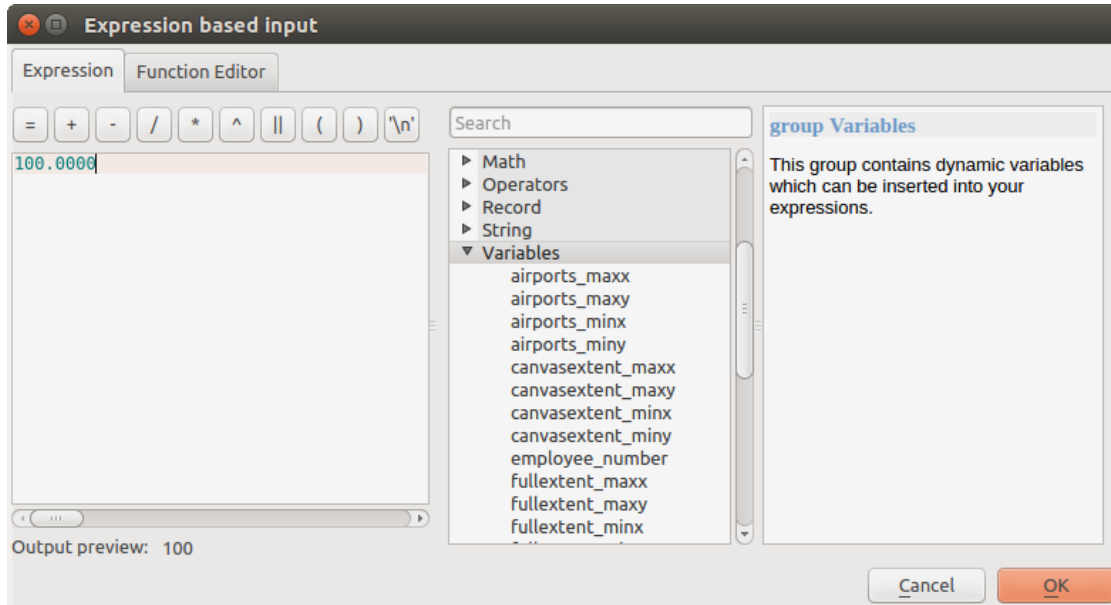 Expression based input
Expression Function Editor
= + - / * ^ || ( ) '\n'
100.0000
Output preview: 100
Search
Math
Operators
Record
String
Variables
airports_maxx
airports_maxy
airports_minx
airports_miny
canvasextent_maxx
canvasextent_maxy
canvasextent_minx
canvasextent_miny
employee_number
fullextent_maxx
fullextent_maxy
fullextent_minx
group Variables
This group contains dynamic variables
which can be inserted into your
expressions.
Cancel OK